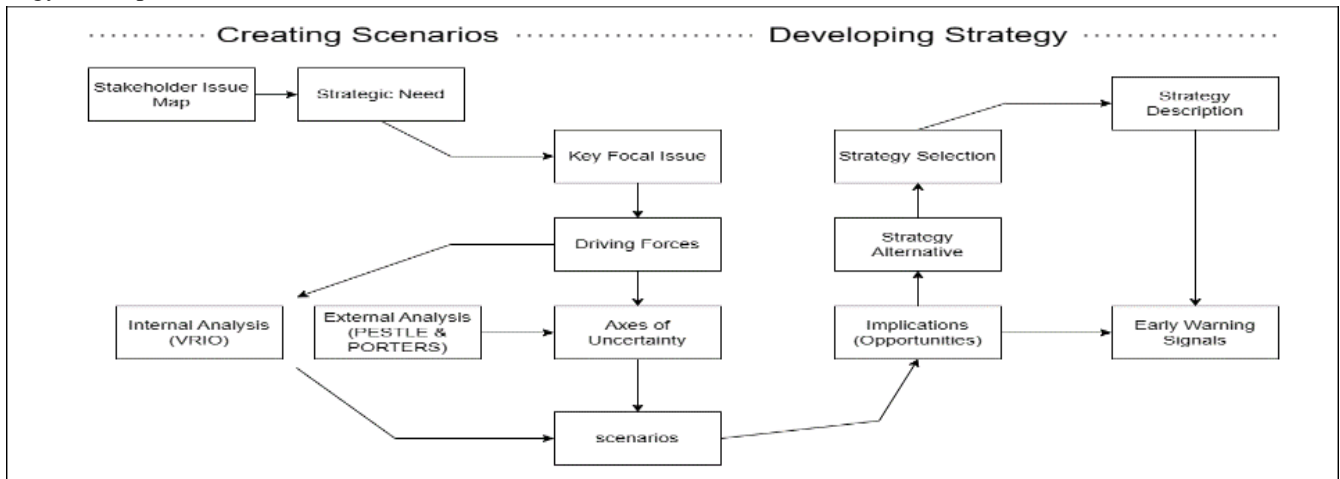 Creating Scenarios
Developing Strategy
Stakeholder Issue
Map
Strategic Need
Key Focal Issue
Driving Forces
Internal Analysis
(VRIO)
External Analysis
(PESTLE &
PORTERS)
Axes of
Uncertainty
scenarios
Implications
(Opportunities)
Strategy
Alternative
Strategy Selection
Strategy
Description
Early Warning
Signals